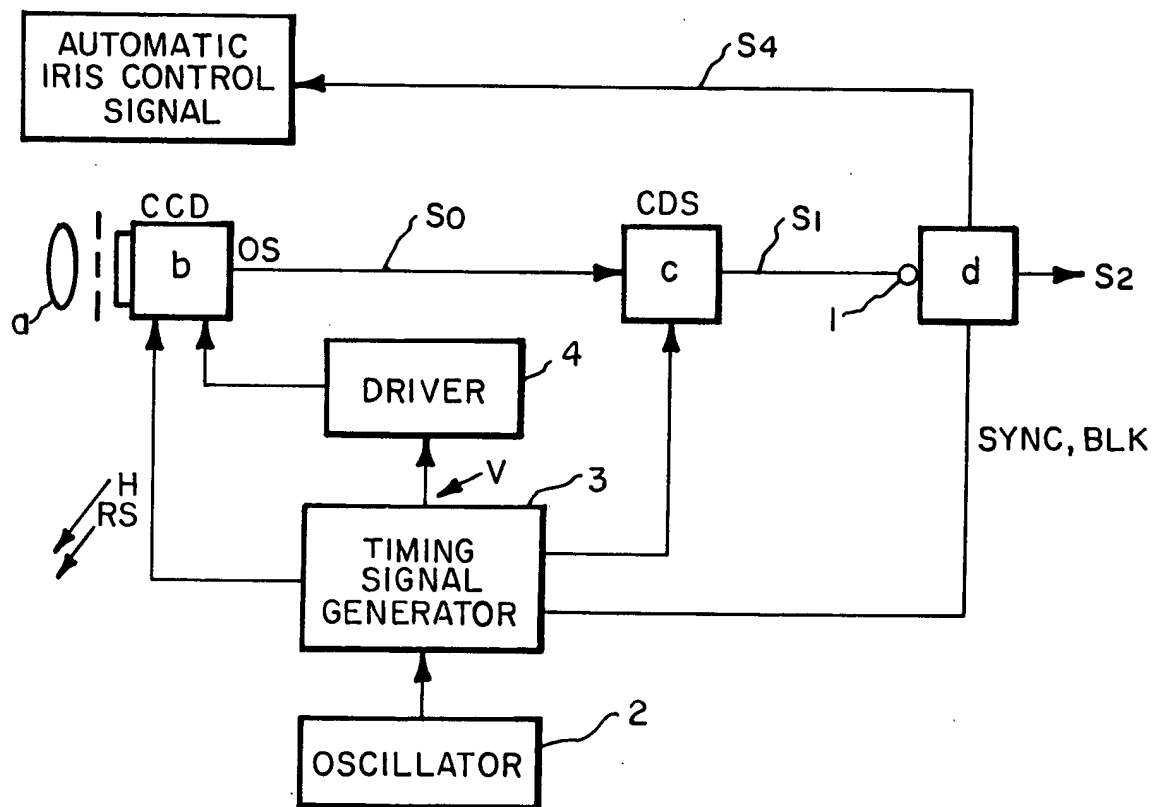 AUTOMATIC
IRIS CONTROL
SIGNAL
S4
CCD
CDS
a
b
OS
S0
c
S1
1
d
S2
DRIVER
4
SYNC, BLK
V
3
H
RS
TIMING
SIGNAL
GENERATOR
2
OSCILLATOR